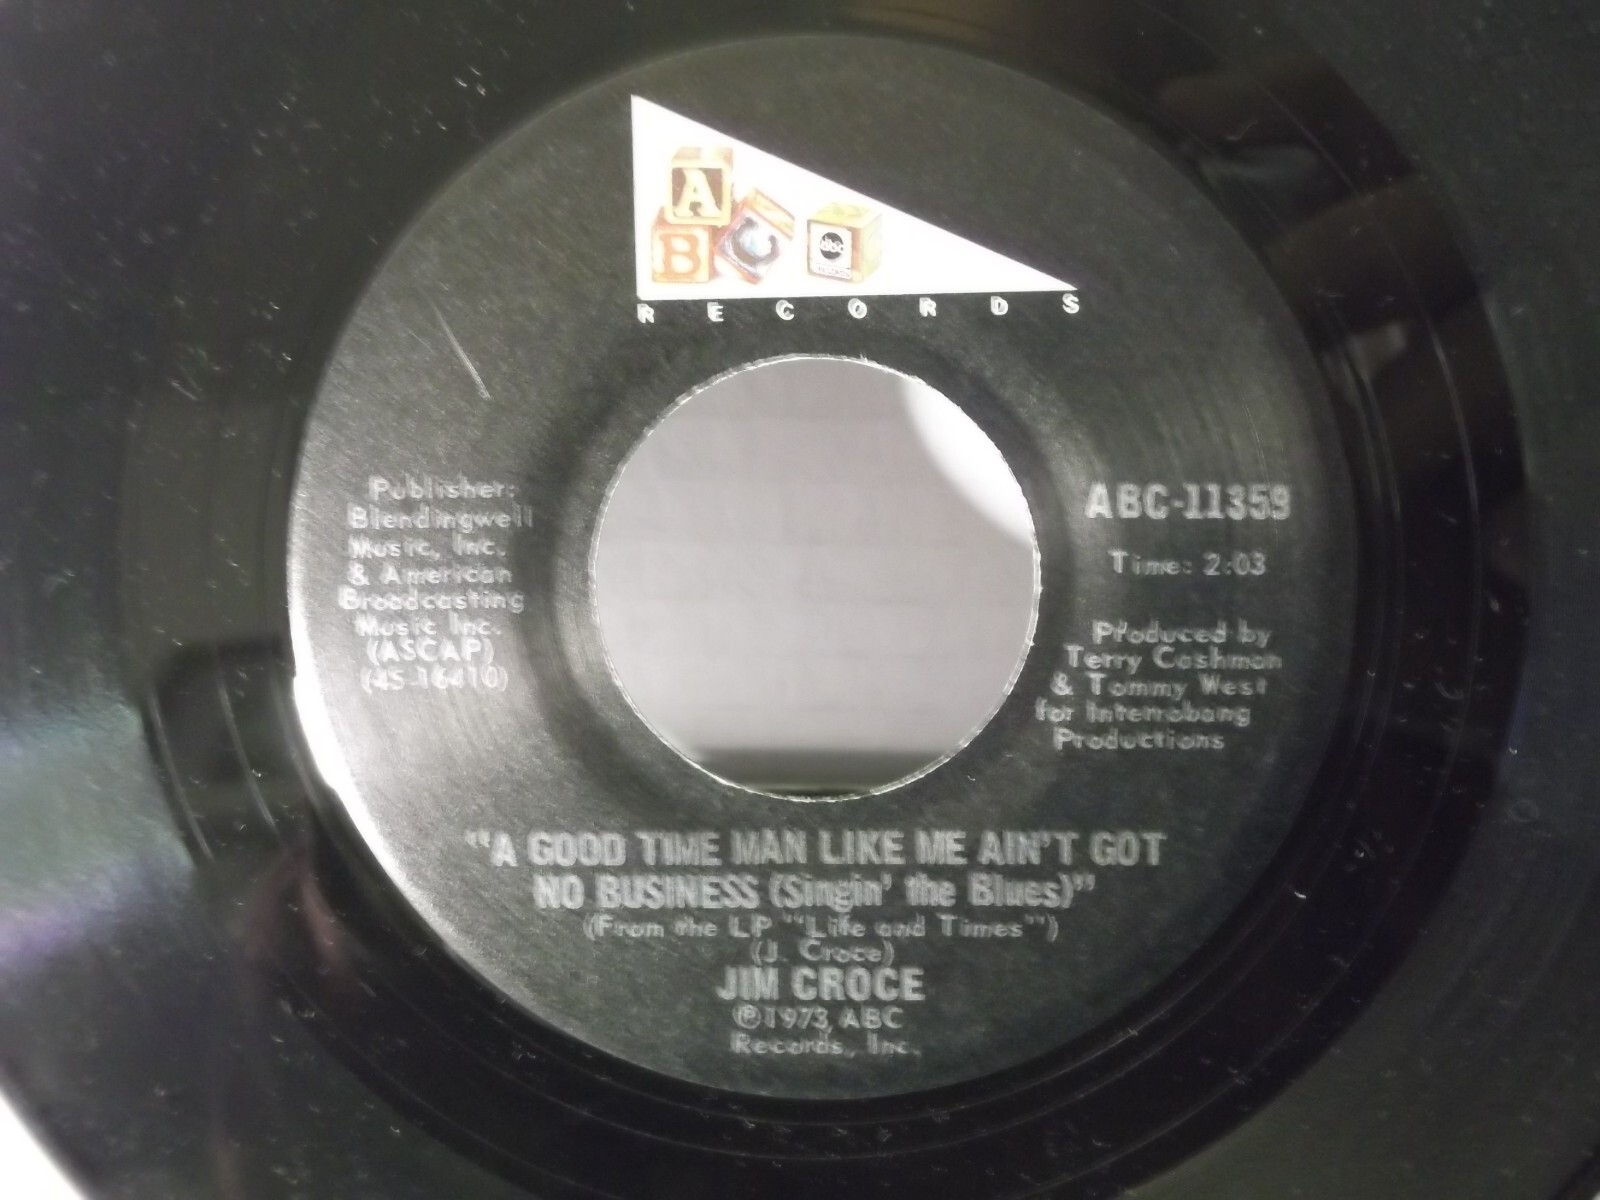 A
B C abc
RECORDS
RECORDS
Publisher:
Blendingwell
Music, Inc.
& American
Broadcasting
Music Inc.
(ASCAP)
(45-16410)
ABC-11359
Time: 2:03
Produced by
Terry Cashman
& Tommy West
for Interrobang
Productions
"A GOOD TIME MAN LIKE ME AIN'T GOT
NO BUSINESS (Singin' the Blues)"
(From the LP "Life and Times")
(J. Croce)
JIM CROCE
℗1973, ABC
Records, Inc.